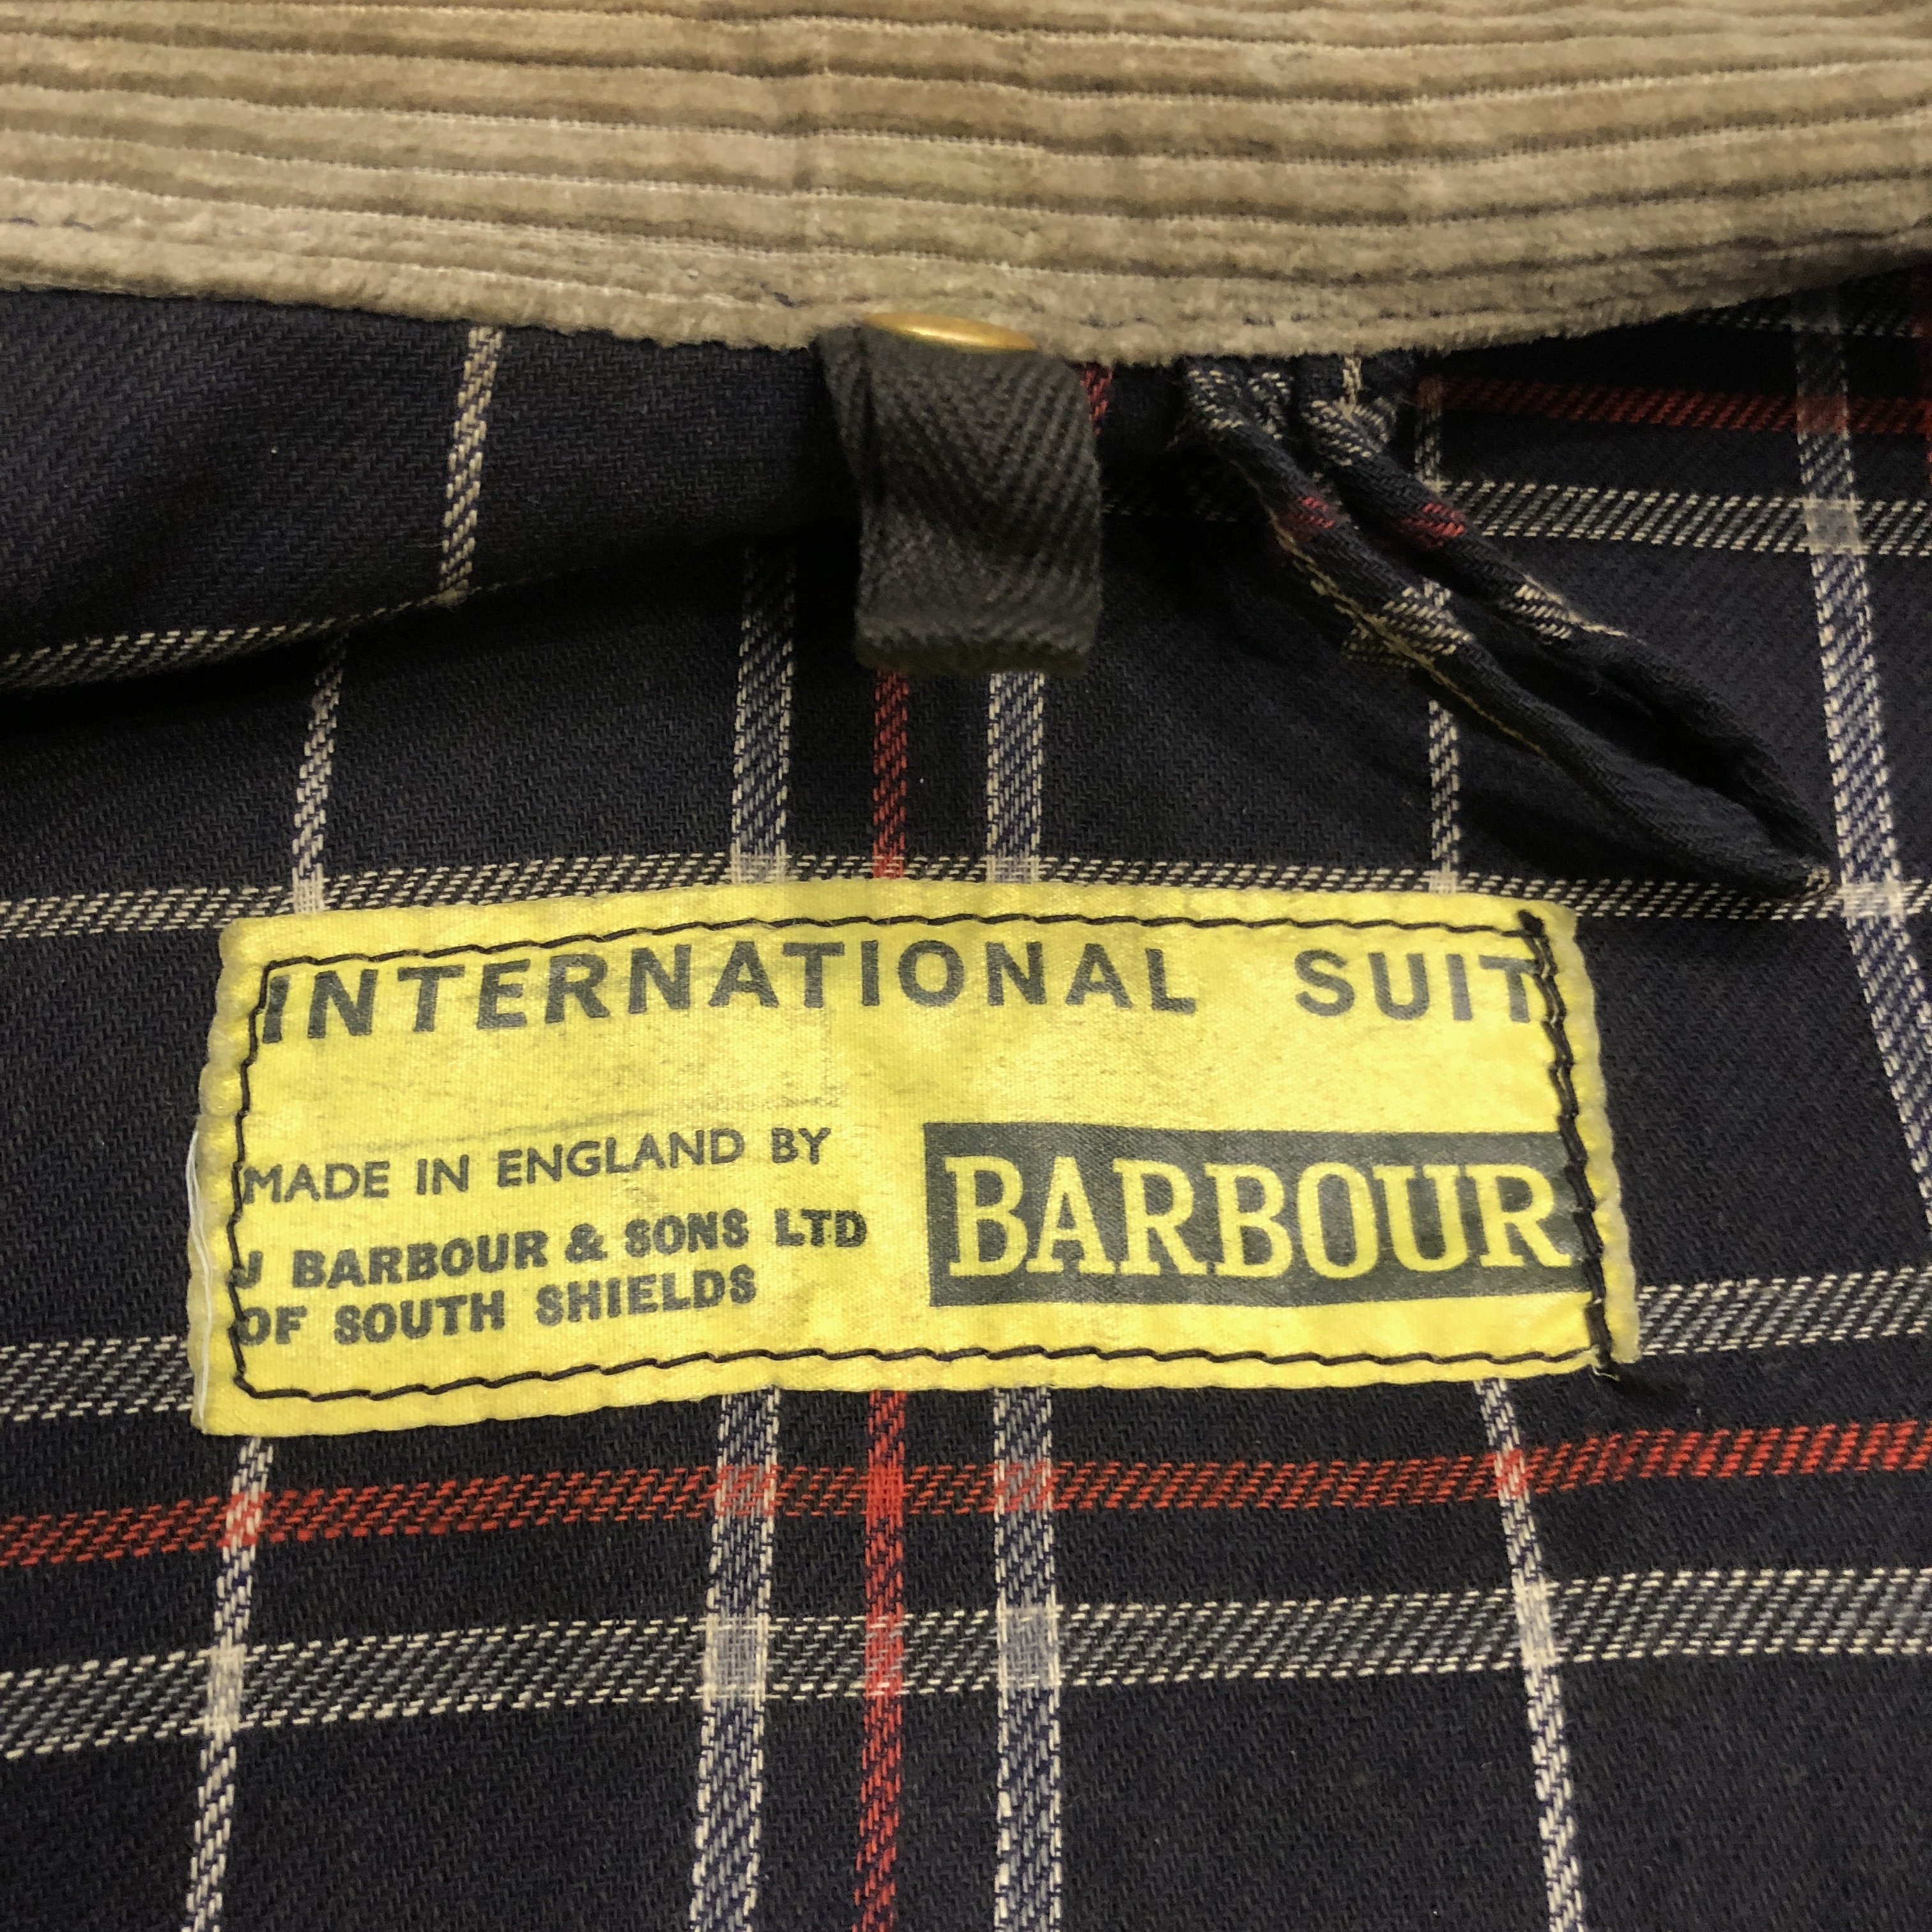 INTERNATIONAL SUIT
MADE IN ENGLAND BY
J BARBOUR & SONS LTD
OF SOUTH SHIELDS
BARBOUR